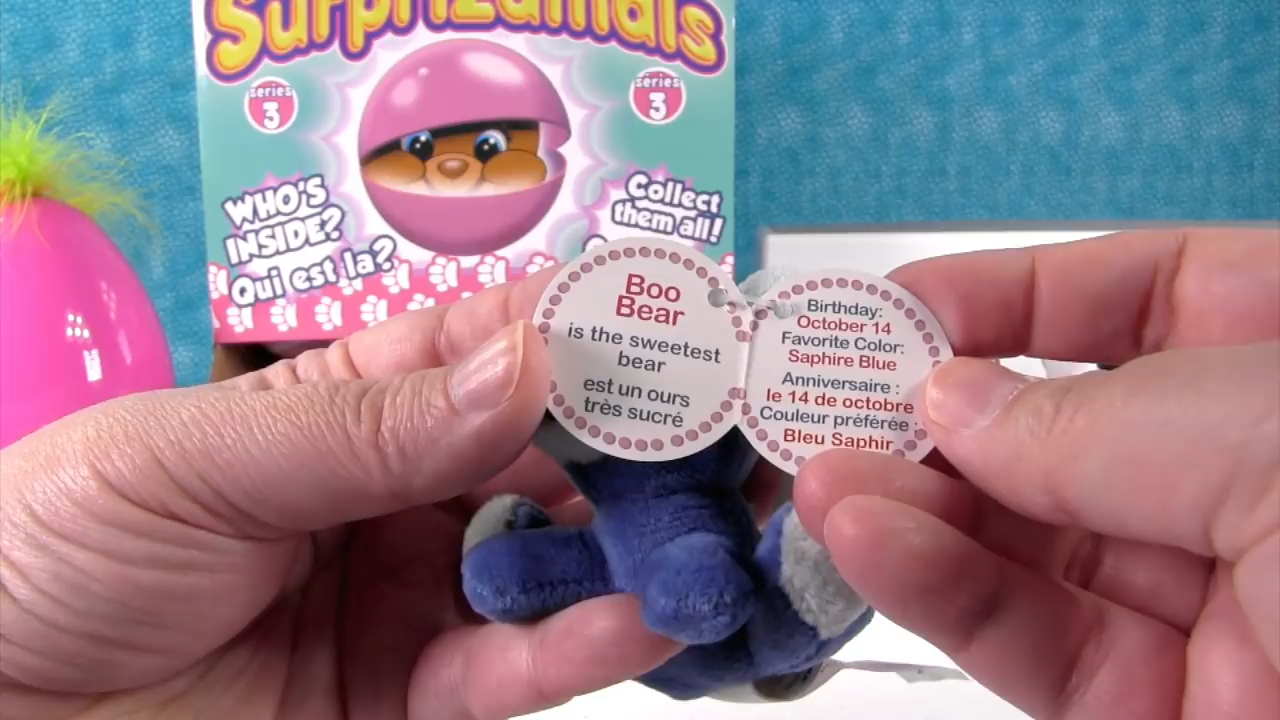 Surprizamals
series
3
series
3
WHO'S
INSIDE?
Qui est la?
Collect
them all!
Boo
Bear
is the sweetest
bear
est un ours
très sucré
Birthday:
October 14
Favorite Color:
Saphire Blue
Anniversaire :
le 14 de octobre
Couleur préférée :
Bleu Saphir